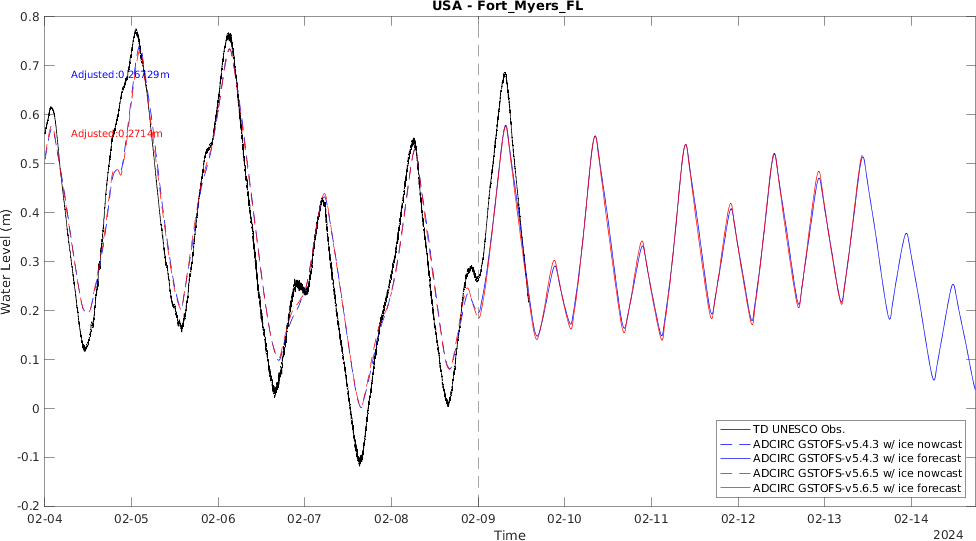 USA - Fort_Myers_FL
0.8
0.7
0.6
0.5
0.4
0.3
0.2
0.1
0
-0.1
-0.2
Water Level (m)
Adjusted:0.26729m
Adjusted:0.2714m
TD UNESCO Obs.
ADCIRC GSTOFS-v5.4.3 w/ ice nowcast
ADCIRC GSTOFS-v5.4.3 w/ ice forecast
ADCIRC GSTOFS-v5.6.5 w/ ice nowcast
ADCIRC GSTOFS-v5.6.5 w/ ice forecast
02-04 02-05 02-06 02-07 02-08 02-09 02-10 02-11 02-12 02-13 02-14
Time
2024